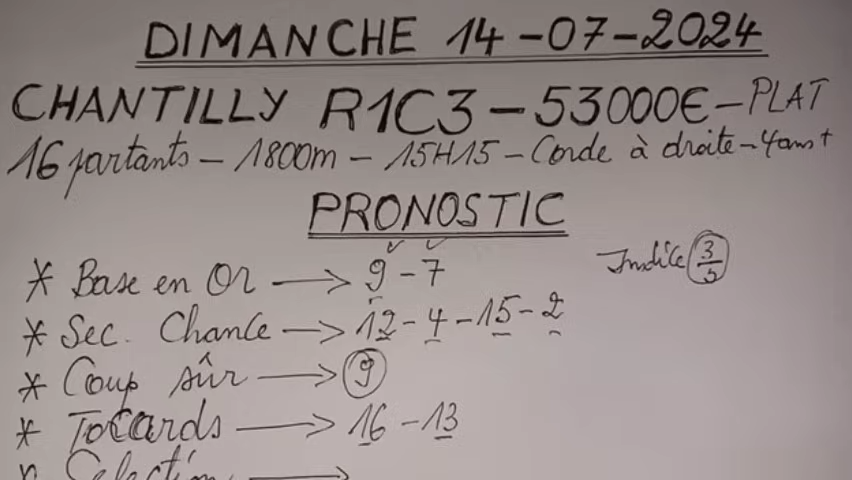 DIMANCHE 14-07-2024
CHANTILLY R1C3-53000€-PLAT
16 partants - 1800m - 15H15 - Corde à droite - 4ans+
PRONOSTIC
* Base en Or → 9-7 Indice 3/5
* Sec. Chance → 12-4-15-2
* Coup sûr → 9
* Tocards → 16-13
* Sélection →